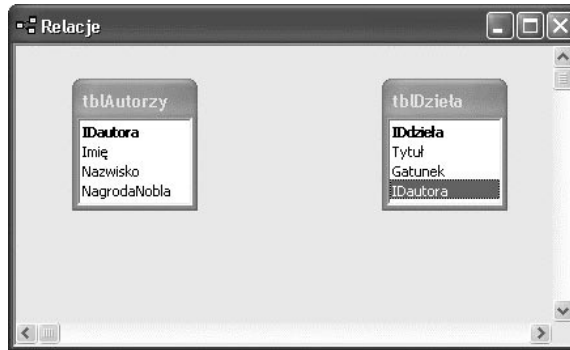 Relacje
tblAutorzy
IDautora
Imię
Nazwisko
NagrodaNobla
tblDzieła
IDdzieła
Tytuł
Gatunek
IDautora